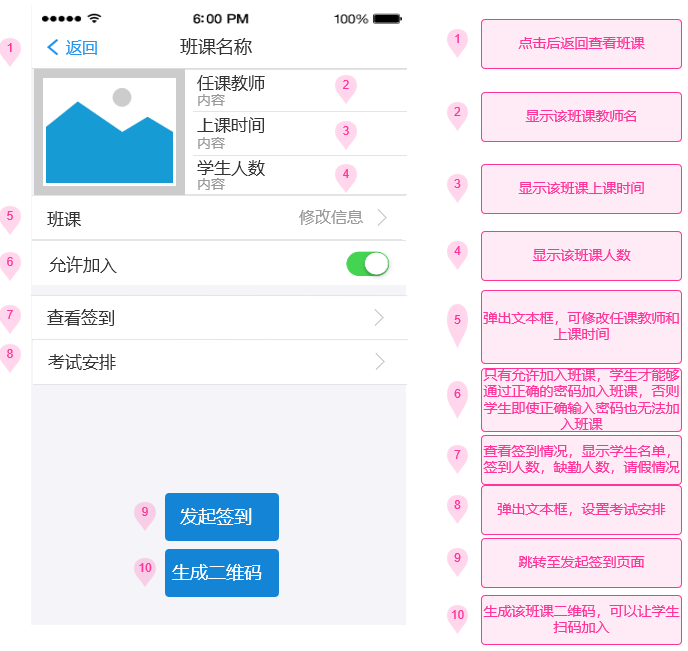 6:00 PM
100%
1
返回
班课名称
任课教师
内容
2
上课时间
内容
3
学生人数
内容
4
5
班课
修改信息
6
允许加入
7
查看签到
8
考试安排
9
发起签到
10
生成二维码
1
点击后返回查看班课
2
显示该班课教师名
3
显示该班课上课时间
4
显示该班课人数
5
弹出文本框，可修改任课教师和
上课时间
6
只有允许加入班课，学生才能够
通过正确的密码加入班课，否则
学生即使正确输入密码也无法加
入班课
7
查看签到情况，显示学生名单，
签到人数，缺勤人数，请假情况
8
弹出文本框，设置考试安排
9
跳转至发起签到页面
10
生成该班课二维码，可以让学生
扫码加入